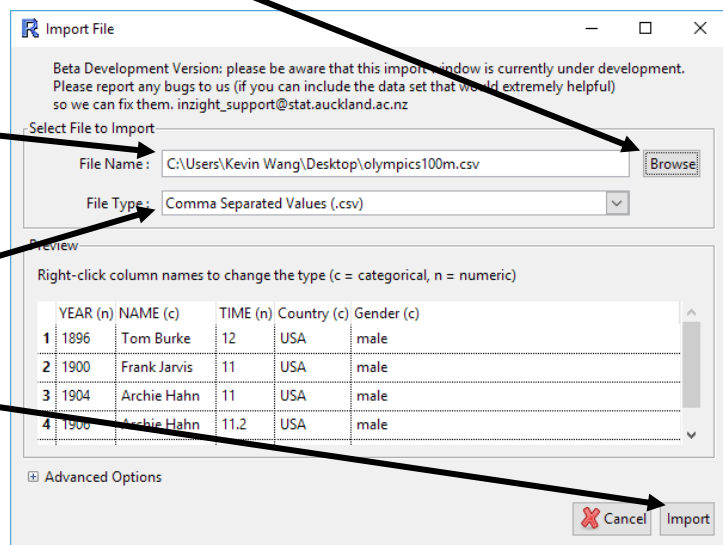 Import File
Beta Development Version: please be aware that this import window is currently under development.
Please report any bugs to us (if you can include the data set that would extremely helpful)
so we can fix them. inzight_support@stat.auckland.ac.nz
Select File to Import
File Name : C:\Users\Kevin Wang\Desktop\olympics100m.csv Browse
File Type : Comma Separated Values (.csv)
Preview
Right-click column names to change the type (c = categorical, n = numeric)
YEAR (n) NAME (c) TIME (n) Country (c) Gender (c)
1 1896 Tom Burke 12 USA male
2 1900 Frank Jarvis 11 USA male
3 1904 Archie Hahn 11 USA male
4 1906 Archie Hahn 11.2 USA male
Advanced Options
Cancel Import